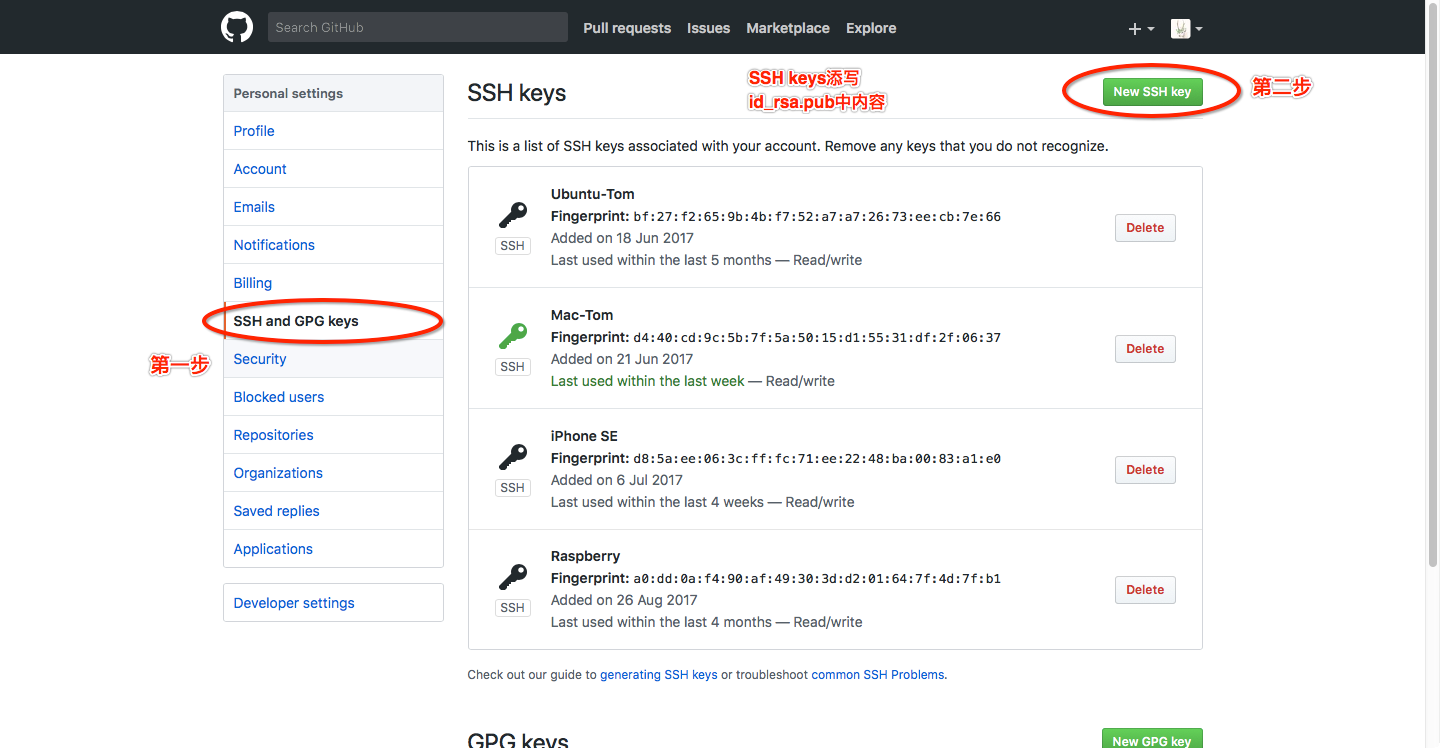 Search GitHub
Pull requests
Issues
Marketplace
Explore
Personal settings
Profile
Account
Emails
Notifications
Billing
SSH and GPG keys
第一步
Security
Blocked users
Repositories
Organizations
Saved replies
Applications
Developer settings
SSH keys
SSH keys添写
id_rsa.pub中内容
New SSH key
第二步
This is a list of SSH keys associated with your account. Remove any keys that you do not recognize.
SSH
Ubuntu-Tom
Fingerprint: bf:27:f2:65:9b:4b:f7:52:a7:a7:26:73:ee:cb:7e:66
Added on 18 Jun 2017
Last used within the last 5 months — Read/write
Delete
SSH
Mac-Tom
Fingerprint: d4:40:cd:9c:5b:7f:5a:50:15:d1:55:31:df:2f:06:37
Added on 21 Jun 2017
Last used within the last week — Read/write
Delete
SSH
iPhone SE
Fingerprint: d8:5a:ee:06:3c:ff:fc:71:ee:22:48:ba:00:83:a1:e0
Added on 6 Jul 2017
Last used within the last 4 weeks — Read/write
Delete
SSH
Raspberry
Fingerprint: a0:dd:0a:f4:90:af:49:30:3d:d2:01:64:7f:4d:7f:b1
Added on 26 Aug 2017
Last used within the last 4 months — Read/write
Delete
Check out our guide to generating SSH keys or troubleshoot common SSH Problems.
GPG keys
New GPG key